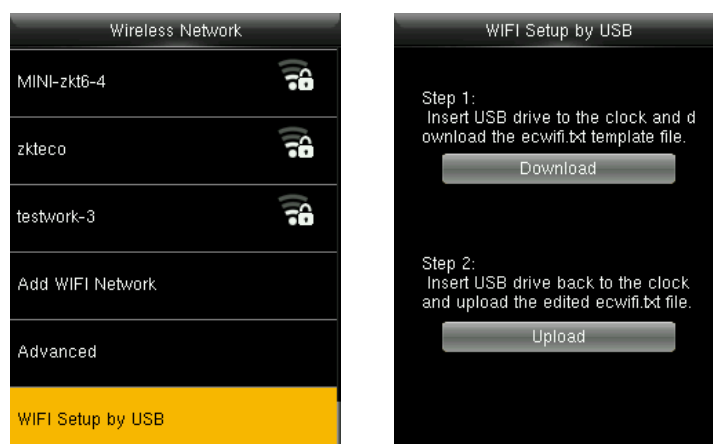 Wireless Network
MINI-zkt6-4
zkteco
testwork-3
Add WIFI Network
Advanced
WIFI Setup by USB
WIFI Setup by USB
Step 1:
Insert USB drive to the clock and d
ownload the ecwifi.txt template file.
Download
Step 2:
Insert USB drive back to the clock
and upload the edited ecwifi.txt file.
Upload